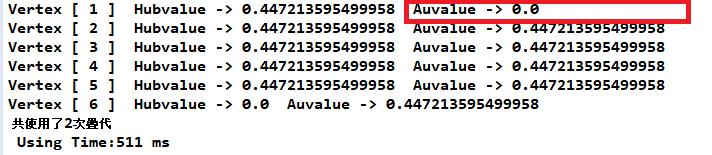 Vertex [ 1 ]  Hubvalue -> 0.447213595499958  Auvalue -> 0.0
Vertex [ 2 ]  Hubvalue -> 0.447213595499958  Auvalue -> 0.447213595499958
Vertex [ 3 ]  Hubvalue -> 0.447213595499958  Auvalue -> 0.447213595499958
Vertex [ 4 ]  Hubvalue -> 0.447213595499958  Auvalue -> 0.447213595499958
Vertex [ 5 ]  Hubvalue -> 0.447213595499958  Auvalue -> 0.447213595499958
Vertex [ 6 ]  Hubvalue -> 0.0  Auvalue -> 0.447213595499958
共使用了2次疊代
Using Time:511 ms